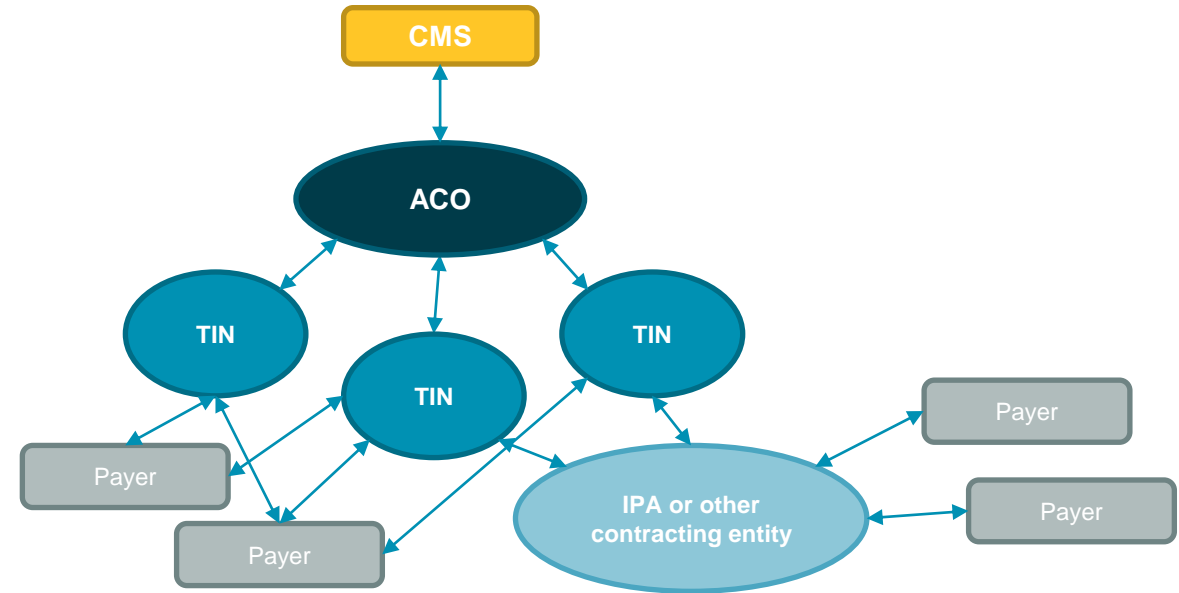 CMS
ACO
TIN
TIN
TIN
Payer
Payer
IPA or other
contracting entity
Payer
Payer